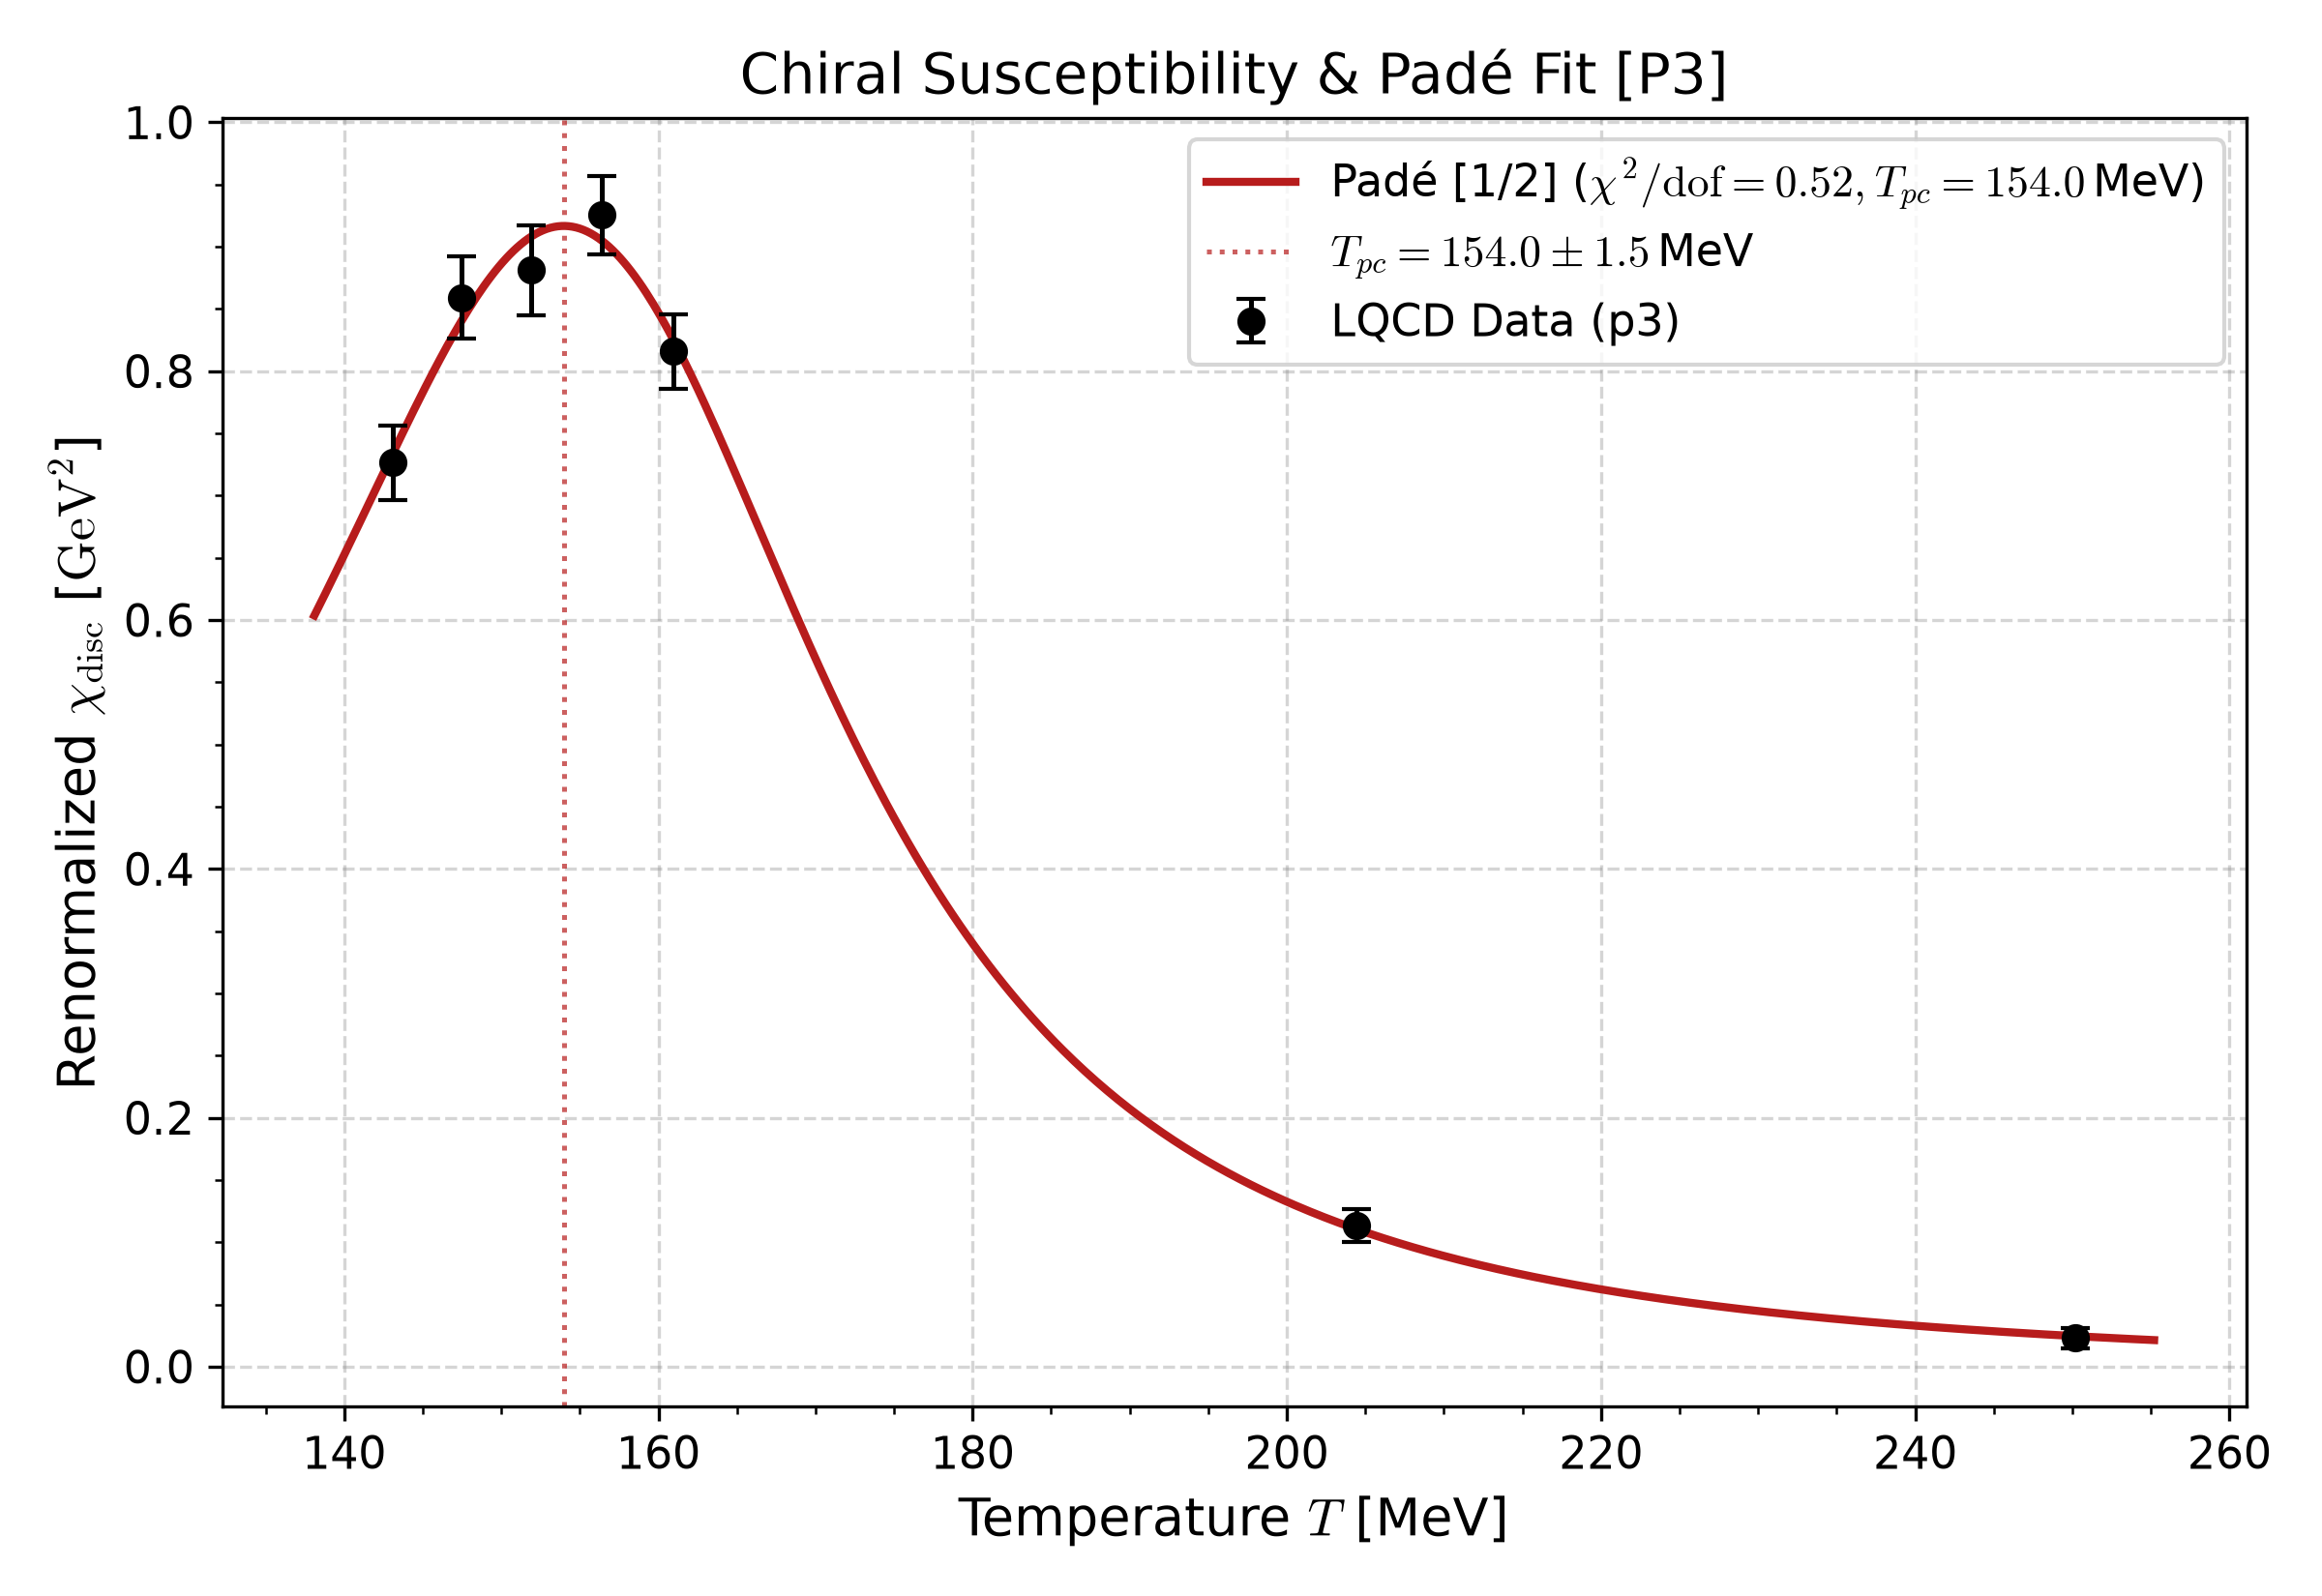 Chiral Susceptibility & Padé Fit [P3]
Padé [1/2] (χ²/dof = 0.52, T_pc = 154.0 MeV)
T_pc = 154.0 ± 1.5 MeV
LQCD Data (p3)
Renormalized χ_disc [GeV²]
1.0
0.8
0.6
0.4
0.2
0.0
140 160 180 200 220 240 260
Temperature T [MeV]